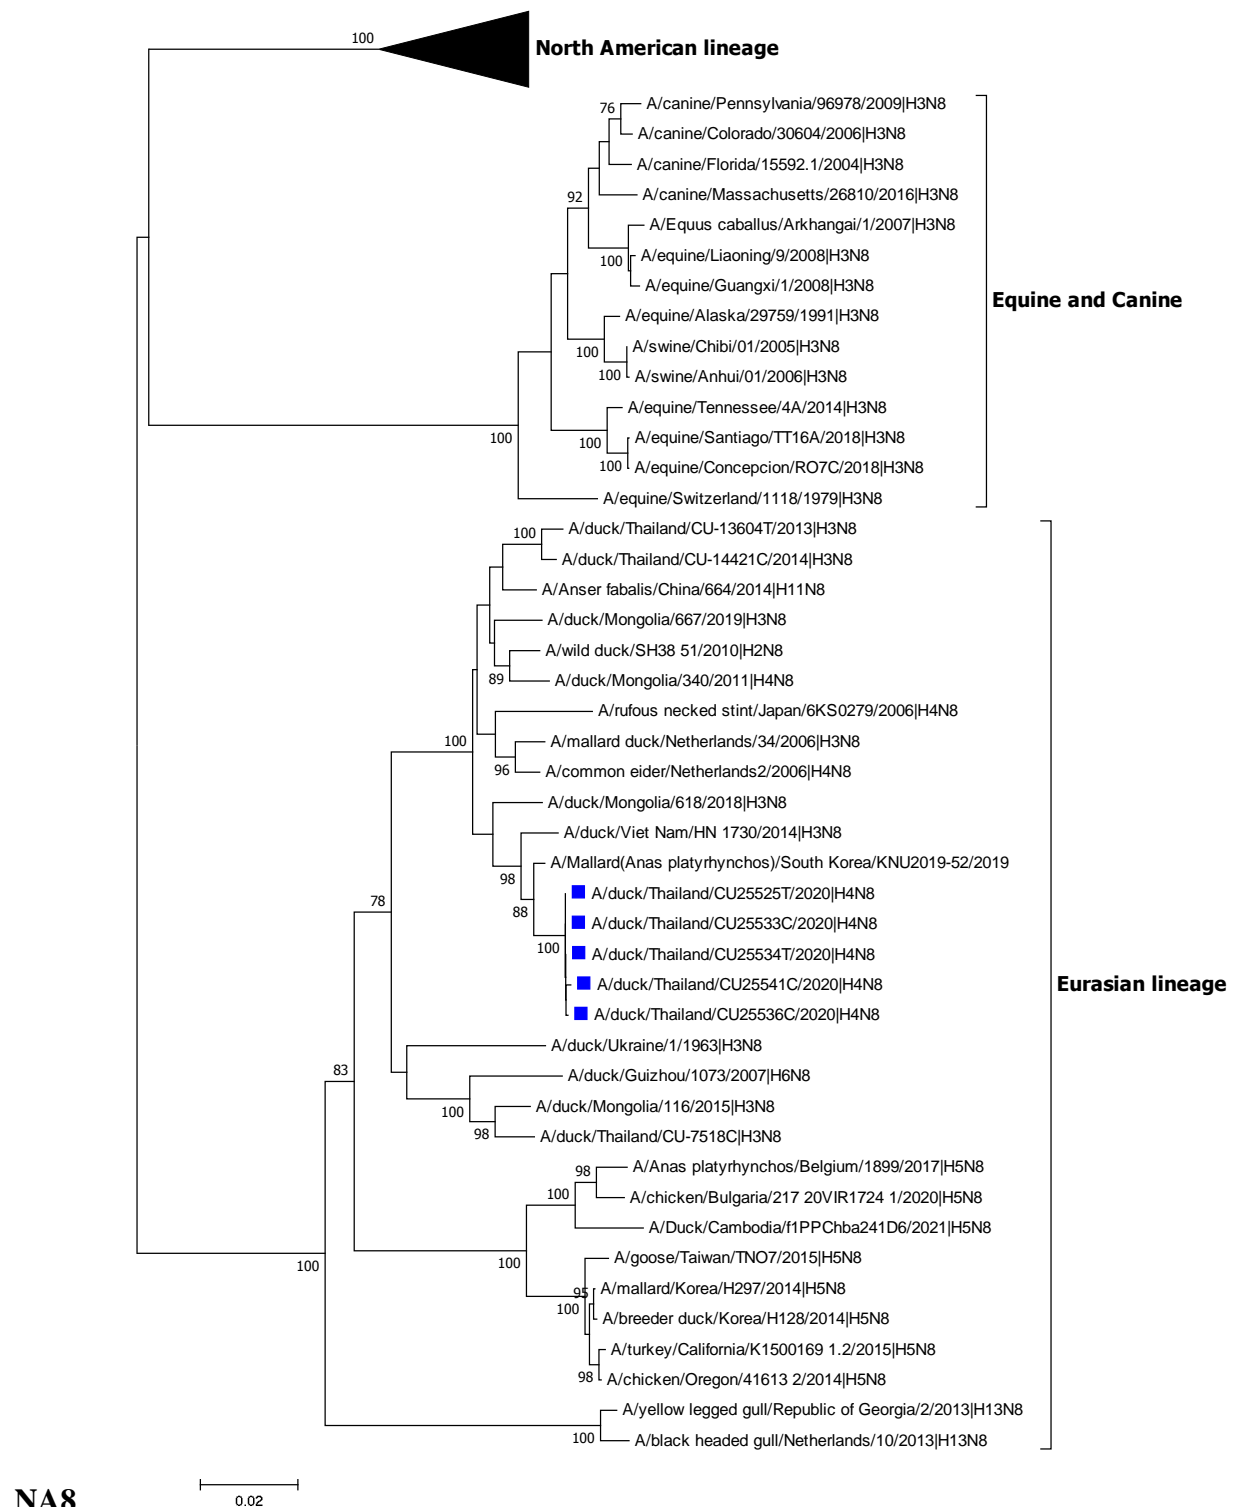 100
North American lineage
76
A/canine/Pennsylvania/96978/2009|H3N8
A/canine/Colorado/30604/2006|H3N8
A/canine/Florida/15592.1/2004|H3N8
A/canine/Massachusetts/26810/2016|H3N8
92
A/Equus caballus/Arkhangai/1/2007|H3N8
A/equine/Liaoning/9/2008|H3N8
100
A/equine/Guangxi/1/2008|H3N8
Equine and Canine
A/equine/Alaska/29759/1991|H3N8
A/swine/Chibi/01/2005|H3N8
100
A/swine/Anhui/01/2006|H3N8
100
A/equine/Tennessee/4A/2014|H3N8
A/equine/Santiago/TT16A/2018|H3N8
100
100
A/equine/Concepcion/RO7C/2018|H3N8
100
A/equine/Switzerland/1118/1979|H3N8
A/duck/Thailand/CU-13604T/2013|H3N8
100
A/duck/Thailand/CU-14421C/2014|H3N8
A/Anser fabalis/China/664/2014|H11N8
A/duck/Mongolia/667/2019|H3N8
A/wild duck/SH38 51/2010|H2N8
89
A/duck/Mongolia/340/2011|H4N8
A/rufous necked stint/Japan/6KS0279/2006|H4N8
100
A/mallard duck/Netherlands/34/2006|H3N8
96
A/common eider/Netherlands2/2006|H4N8
A/duck/Mongolia/618/2018|H3N8
A/duck/Viet Nam/HN 1730/2014|H3N8
A/Mallard(Anas platyrhynchos)/South Korea/KNU2019-52/2019
98
A/duck/Thailand/CU25525T/2020|H4N8
78
88
A/duck/Thailand/CU25533C/2020|H4N8
100
A/duck/Thailand/CU25534T/2020|H4N8
A/duck/Thailand/CU25541C/2020|H4N8
Eurasian lineage
A/duck/Thailand/CU25536C/2020|H4N8
A/duck/Ukraine/1/1963|H3N8
83
A/duck/Guizhou/1073/2007|H6N8
100
A/duck/Mongolia/116/2015|H3N8
98
A/duck/Thailand/CU-7518C|H3N8
98
A/Anas platyrhynchos/Belgium/1899/2017|H5N8
100
A/chicken/Bulgaria/217 20VIR1724 1/2020|H5N8
A/Duck/Cambodia/f1PPChba241D6/2021|H5N8
100
100
A/goose/Taiwan/TNO7/2015|H5N8
95
A/mallard/Korea/H297/2014|H5N8
100
A/breeder duck/Korea/H128/2014|H5N8
A/turkey/California/K1500169 1.2/2015|H5N8
98
A/chicken/Oregon/41613 2/2014|H5N8
A/yellow legged gull/Republic of Georgia/2/2013|H13N8
100
A/black headed gull/Netherlands/10/2013|H13N8
NA8
0.02